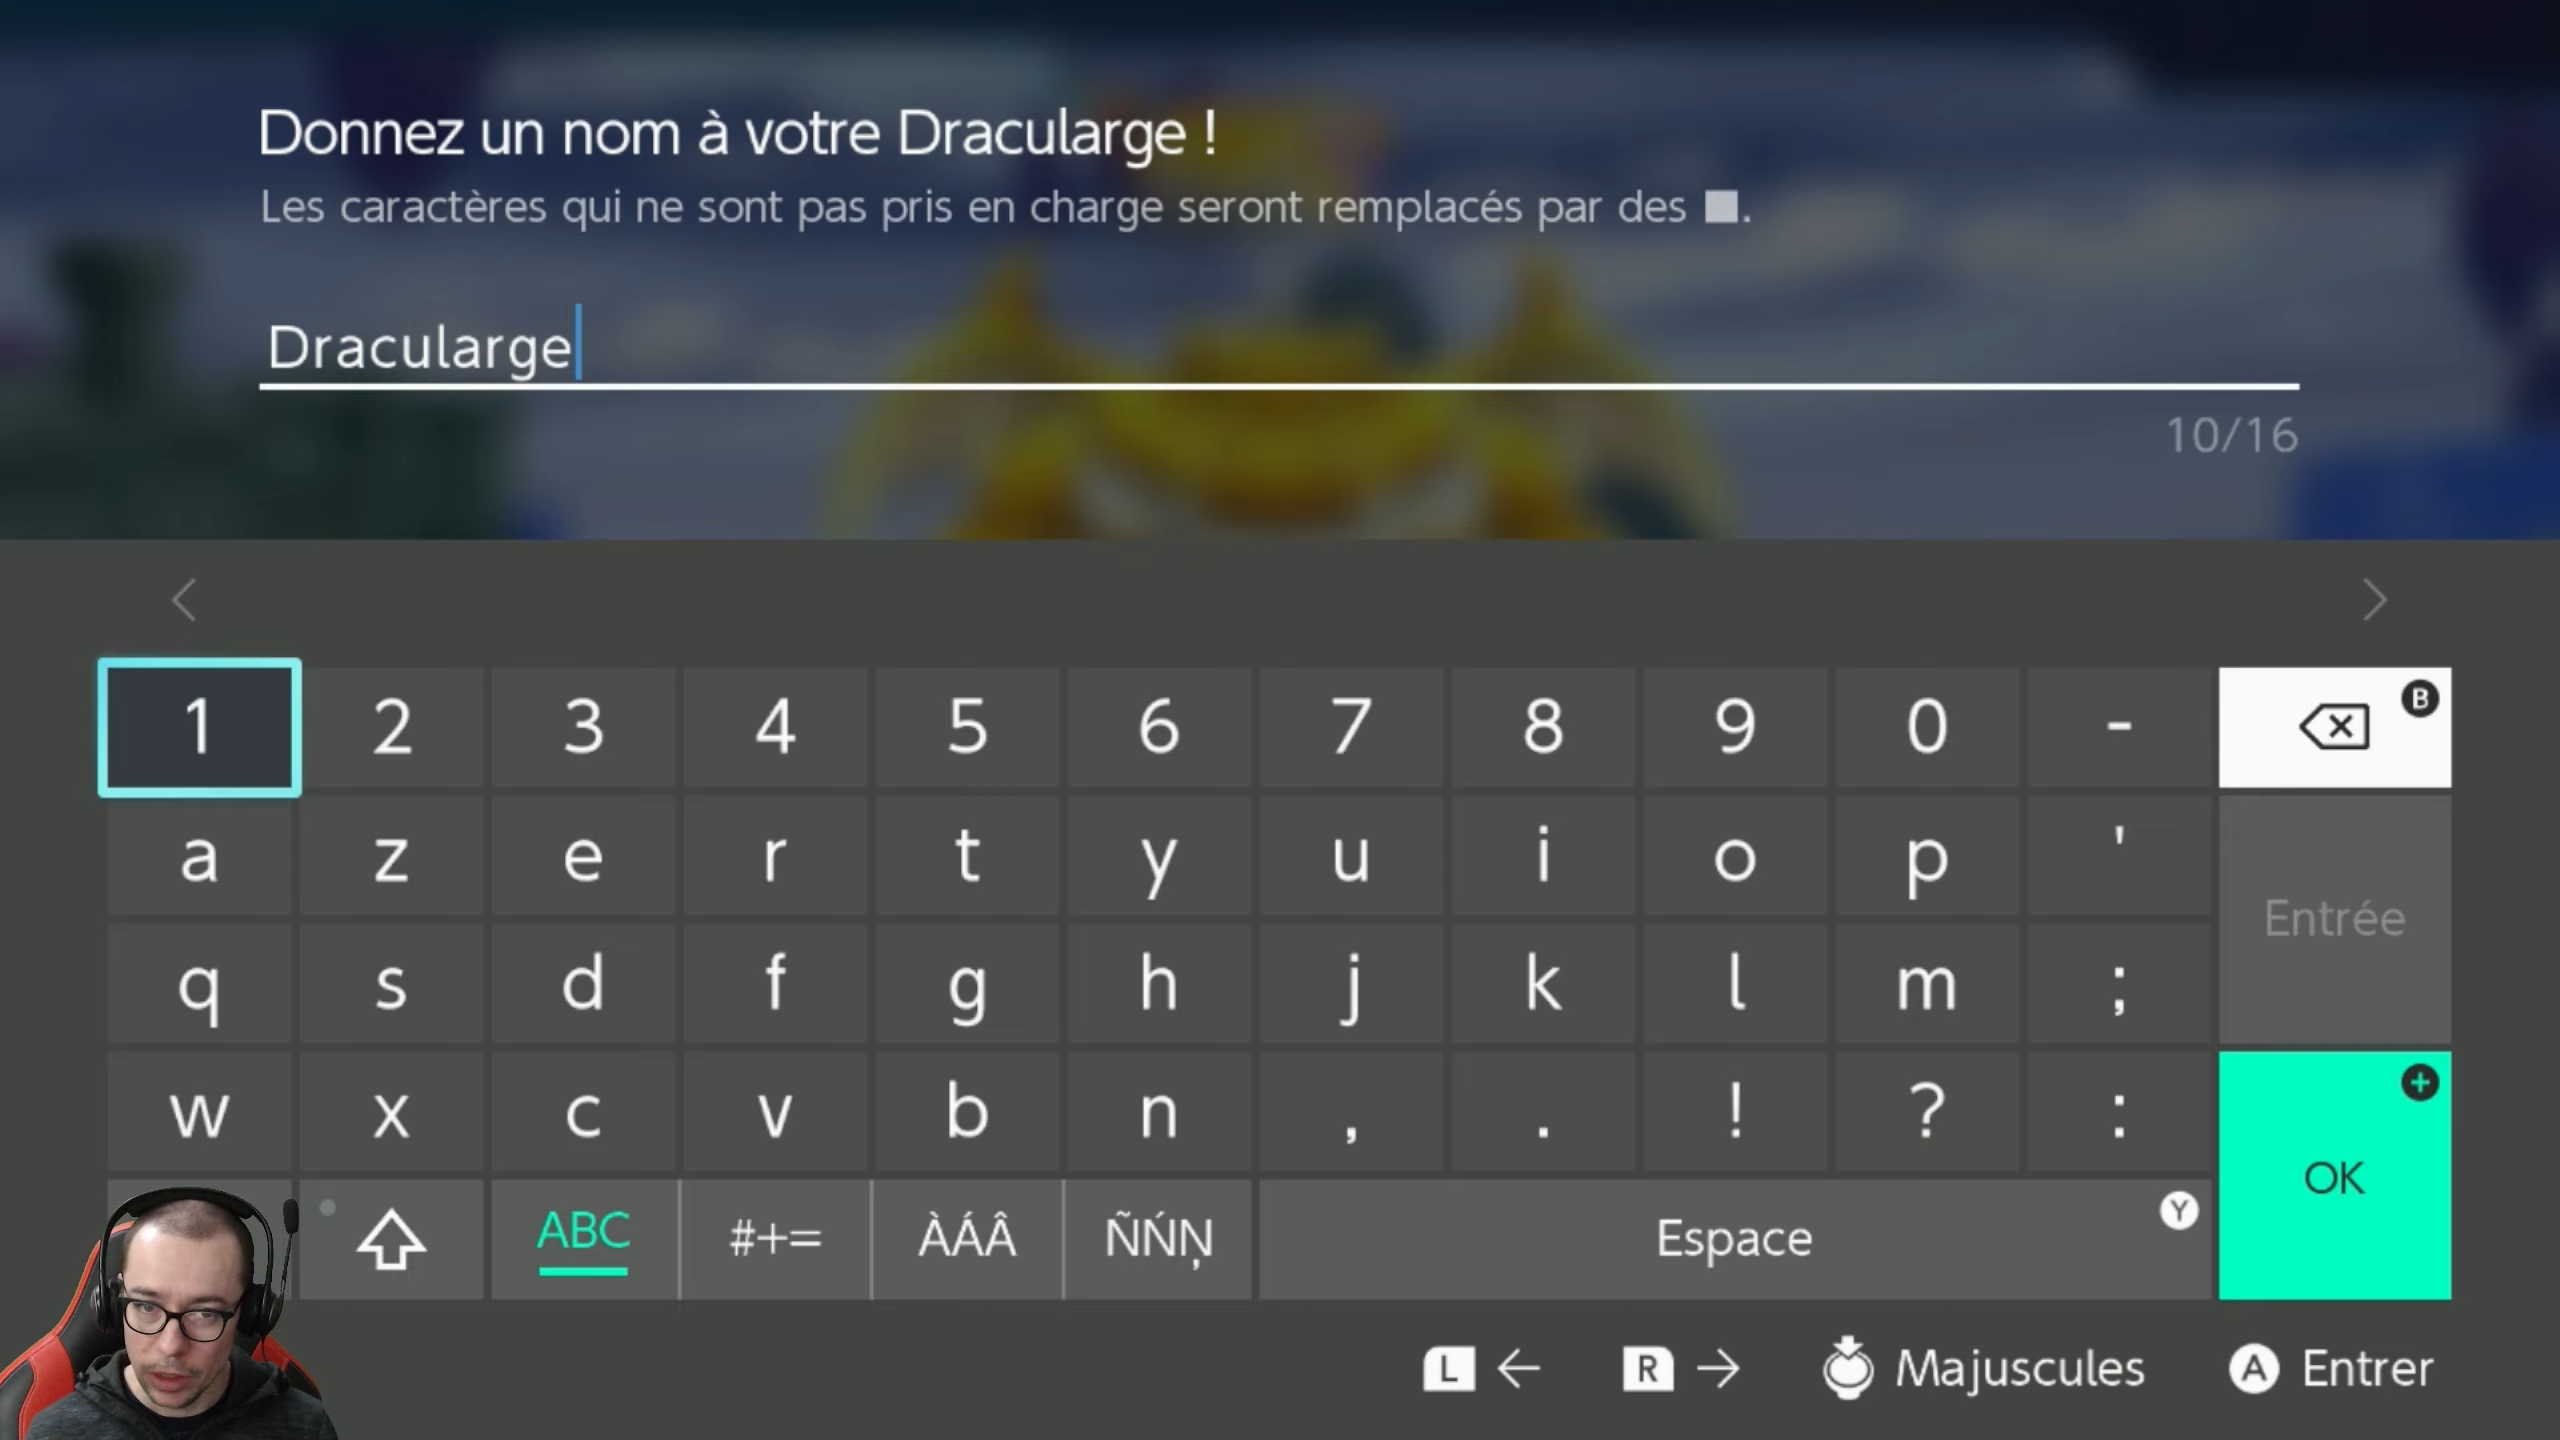 Donnez un nom à votre Dracularge !
Les caractères qui ne sont pas pris en charge seront remplacés par des ■.
Dracularge
10/16
1 2 3 4 5 6 7 8 9 0 - B
a z e r t y u i o p '
Entrée
q s d f g h j k l m ;
w x c v b n , . ! ? : +
OK
ABC #+= ÀÁÂ ÑŃŅ Espace Y
L ← R → Majuscules A Entrer